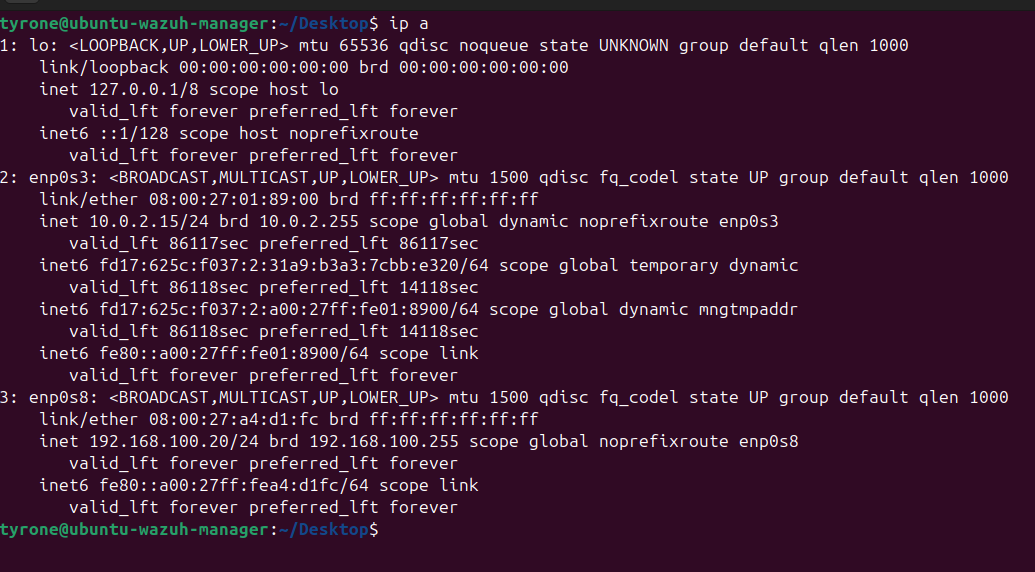 tyrone@ubuntu-wazuh-manager:~/Desktop$ ip a
1: lo: <LOOPBACK,UP,LOWER_UP> mtu 65536 qdisc noqueue state UNKNOWN group default qlen 1000
    link/loopback 00:00:00:00:00:00 brd 00:00:00:00:00:00
    inet 127.0.0.1/8 scope host lo
       valid_lft forever preferred_lft forever
    inet6 ::1/128 scope host noprefixroute
       valid_lft forever preferred_lft forever
2: enp0s3: <BROADCAST,MULTICAST,UP,LOWER_UP> mtu 1500 qdisc fq_codel state UP group default qlen 1000
    link/ether 08:00:27:01:89:00 brd ff:ff:ff:ff:ff:ff
    inet 10.0.2.15/24 brd 10.0.2.255 scope global dynamic noprefixroute enp0s3
       valid_lft 86117sec preferred_lft 86117sec
    inet6 fd17:625c:f037:2:31a9:b3a3:7cbb:e320/64 scope global temporary dynamic
       valid_lft 86118sec preferred_lft 14118sec
    inet6 fd17:625c:f037:2:a00:27ff:fe01:8900/64 scope global dynamic mngtmpaddr
       valid_lft 86118sec preferred_lft 14118sec
    inet6 fe80::a00:27ff:fe01:8900/64 scope link
       valid_lft forever preferred_lft forever
3: enp0s8: <BROADCAST,MULTICAST,UP,LOWER_UP> mtu 1500 qdisc fq_codel state UP group default qlen 1000
    link/ether 08:00:27:a4:d1:fc brd ff:ff:ff:ff:ff:ff
    inet 192.168.100.20/24 brd 192.168.100.255 scope global noprefixroute enp0s8
       valid_lft forever preferred_lft forever
    inet6 fe80::a00:27ff:fea4:d1fc/64 scope link
       valid_lft forever preferred_lft forever
tyrone@ubuntu-wazuh-manager:~/Desktop$